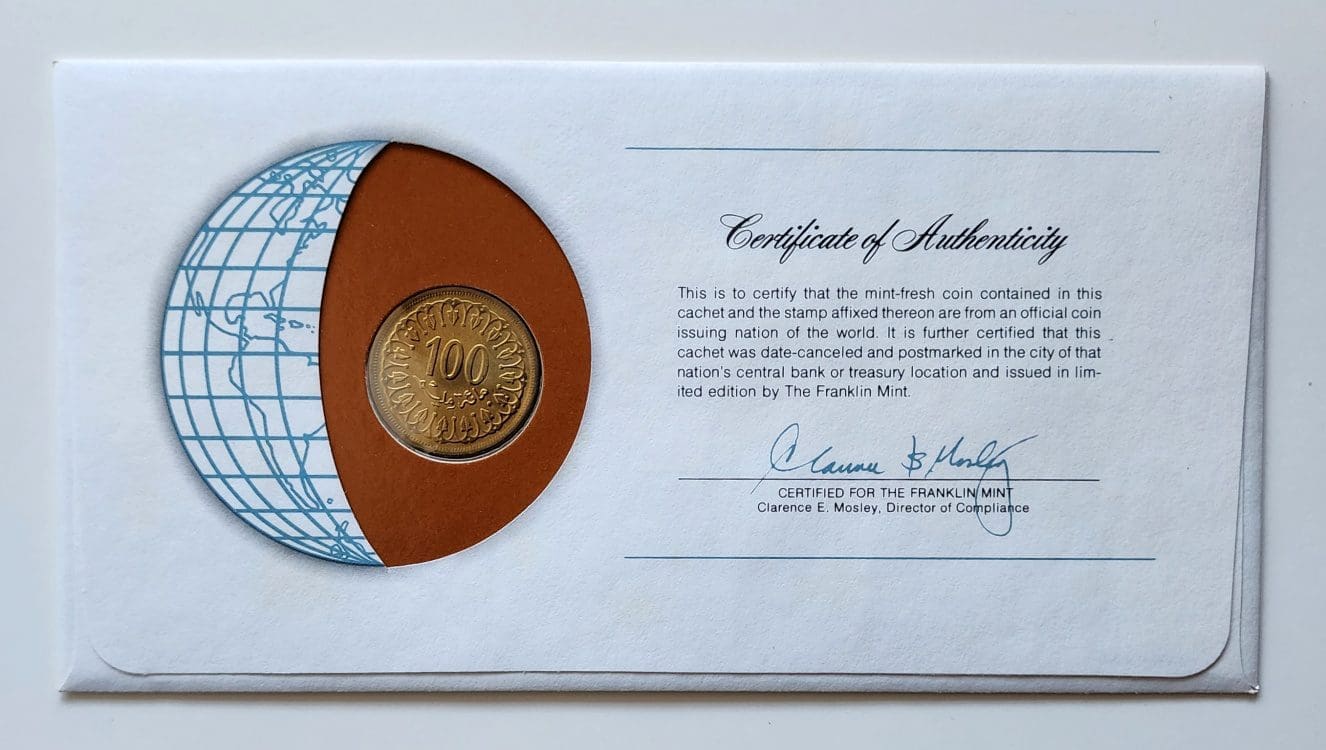 100
Certificate of Authenticity
This is to certify that the mint-fresh coin contained in this
cachet and the stamp affixed thereon are from an official coin
issuing nation of the world. It is further certified that this
cachet was date-canceled and postmarked in the city of that
nation's central bank or treasury location and issued in lim-
ited edition by The Franklin Mint.
Clarence E Mosley
CERTIFIED FOR THE FRANKLIN MINT
Clarence E. Mosley, Director of Compliance